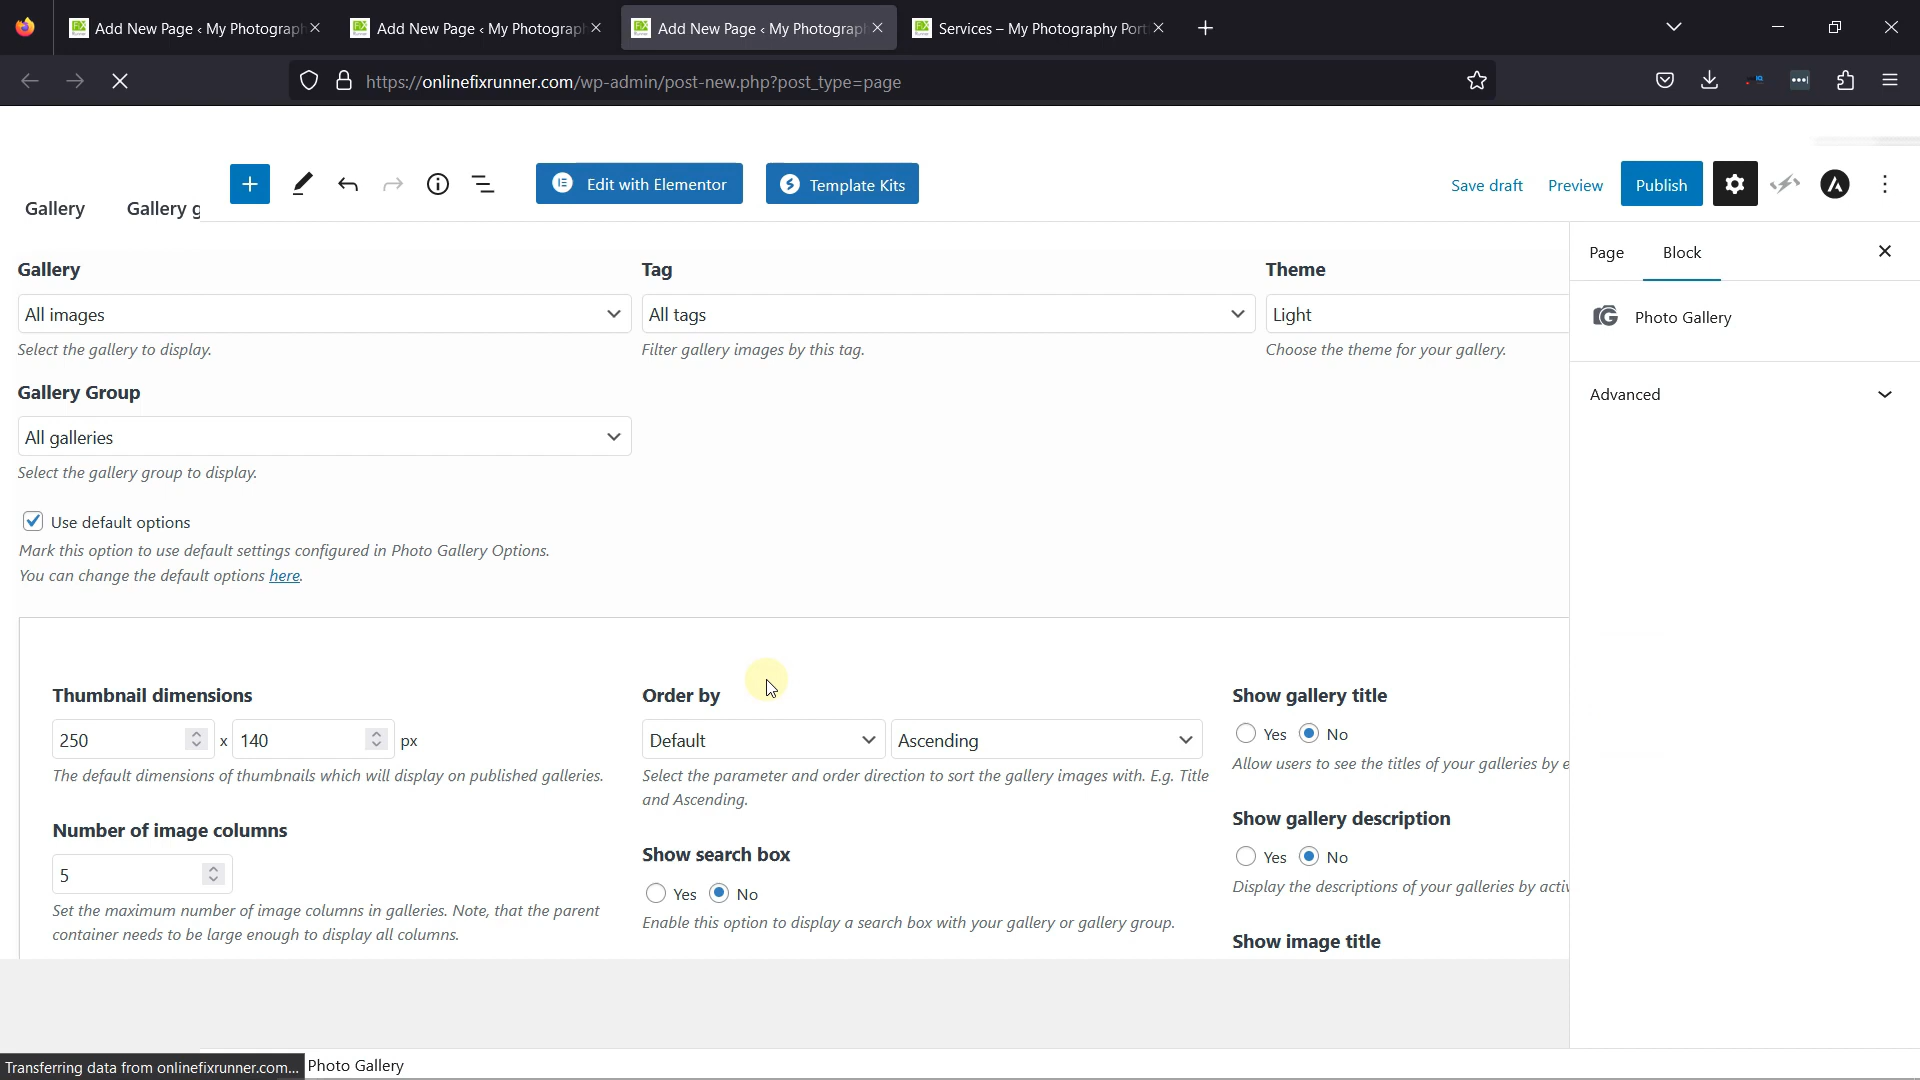 Add New Page ‹ My Photograph
Add New Page ‹ My Photograph
Add New Page ‹ My Photograph
Services – My Photography Port
https://onlinefixrunner.com/wp-admin/post-new.php?post_type=page
Edit with Elementor
Template Kits
Save draft
Preview
Publish
Gallery
Gallery g
Page
Block
Photo Gallery
Advanced
Gallery
Tag
Theme
All images
All tags
Light
Select the gallery to display.
Filter gallery images by this tag.
Choose the theme for your gallery.
Gallery Group
All galleries
Select the gallery group to display.
Use default options
Mark this option to use default settings configured in Photo Gallery Options.
You can change the default options here.
Thumbnail dimensions
Order by
Show gallery title
250 x 140 px
Default
Ascending
Yes No
The default dimensions of thumbnails which will display on published galleries.
Select the parameter and order direction to sort the gallery images with. E.g. Title
and Ascending.
Allow users to see the titles of your galleries by e
Number of image columns
Show gallery description
5
Show search box
Yes No
Yes No
Set the maximum number of image columns in galleries. Note, that the parent
container needs to be large enough to display all columns.
Enable this option to display a search box with your gallery or gallery group.
Display the descriptions of your galleries by activ
Show image title
Transferring data from onlinefixrunner.com...
Photo Gallery